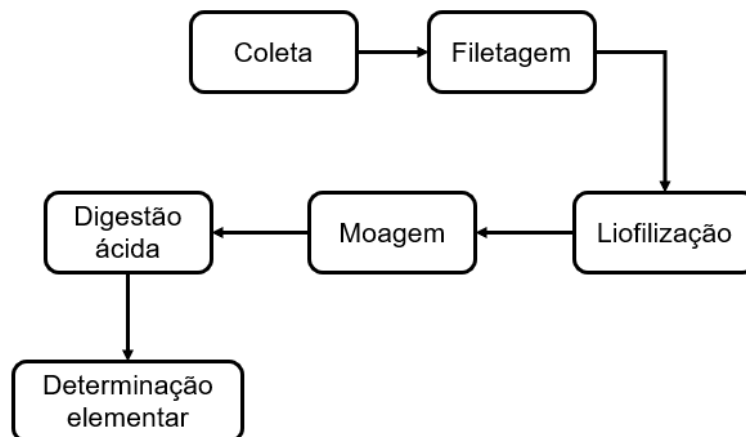 Coleta
Filetagem
Liofilização
Moagem
Digestão
ácida
Determinação
elementar